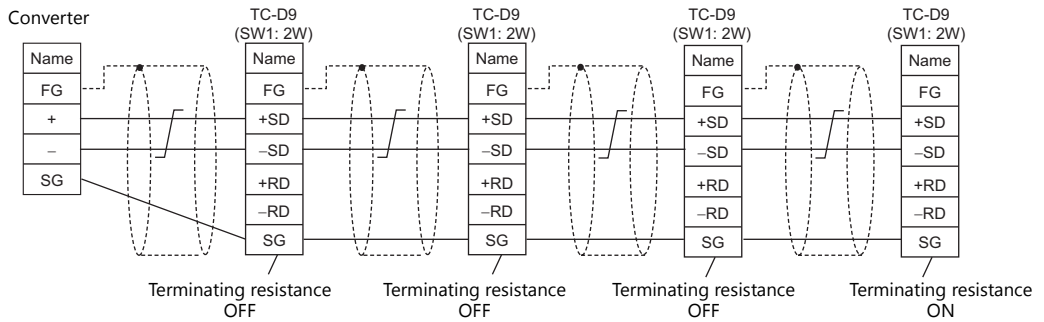 Converter
TC-D9
(SW1: 2W)
TC-D9
(SW1: 2W)
TC-D9
(SW1: 2W)
TC-D9
(SW1: 2W)
Name
FG
+
−
SG
Name
FG
+SD
−SD
+RD
−RD
SG
Name
FG
+SD
−SD
+RD
−RD
SG
Name
FG
+SD
−SD
+RD
−RD
SG
Name
FG
+SD
−SD
+RD
−RD
SG
Terminating resistance
OFF
Terminating resistance
OFF
Terminating resistance
OFF
Terminating resistance
ON